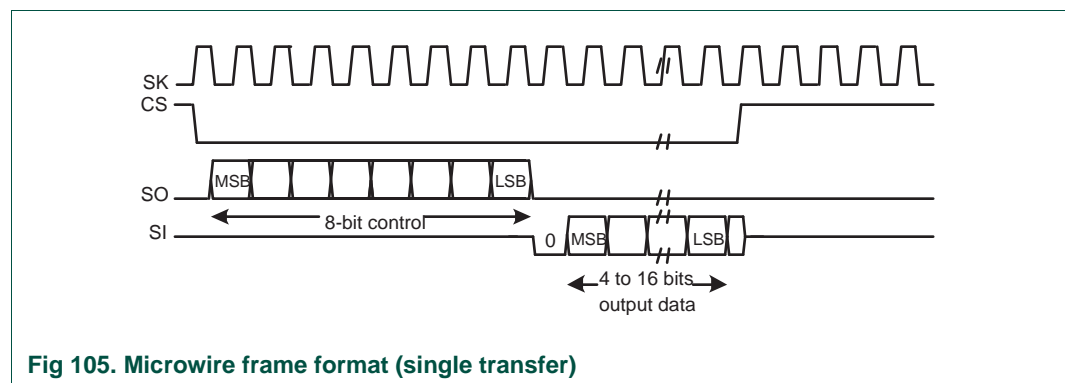 SK
CS
SO
MSB
LSB
8-bit control
SI
0
MSB
LSB
4 to 16 bits
output data
Fig 105. Microwire frame format (single transfer)